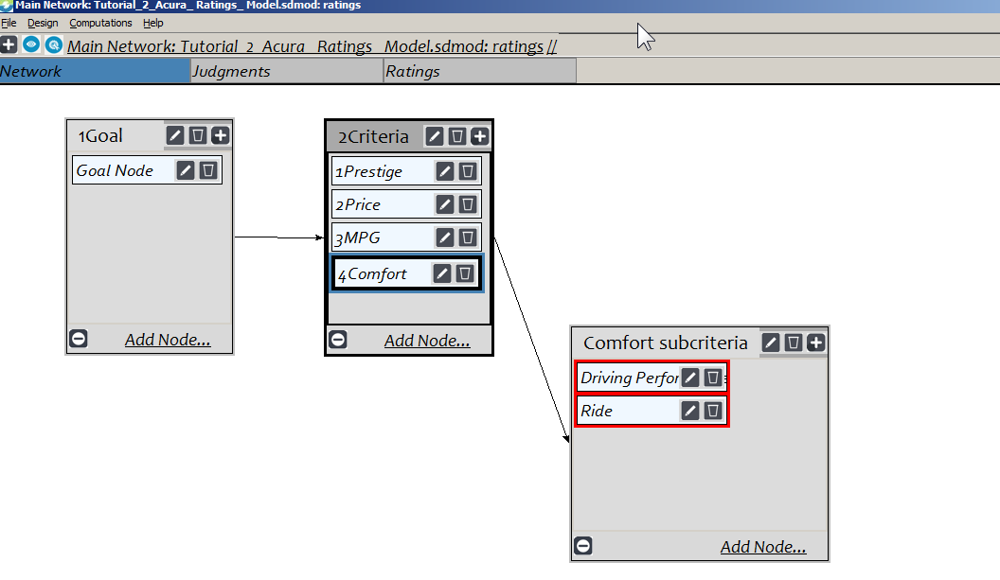 Main Network: Tutorial_2_Acura_ Ratings_ Model.sdmod: ratings
File Design Computations Help
Main Network: Tutorial_2_Acura_ Ratings_ Model.sdmod: ratings //
Network Judgments Ratings
1Goal
Goal Node
Add Node...
2Criteria
1Prestige
2Price
3MPG
4Comfort
Add Node...
Comfort subcriteria
Driving Perfor
Ride
Add Node...